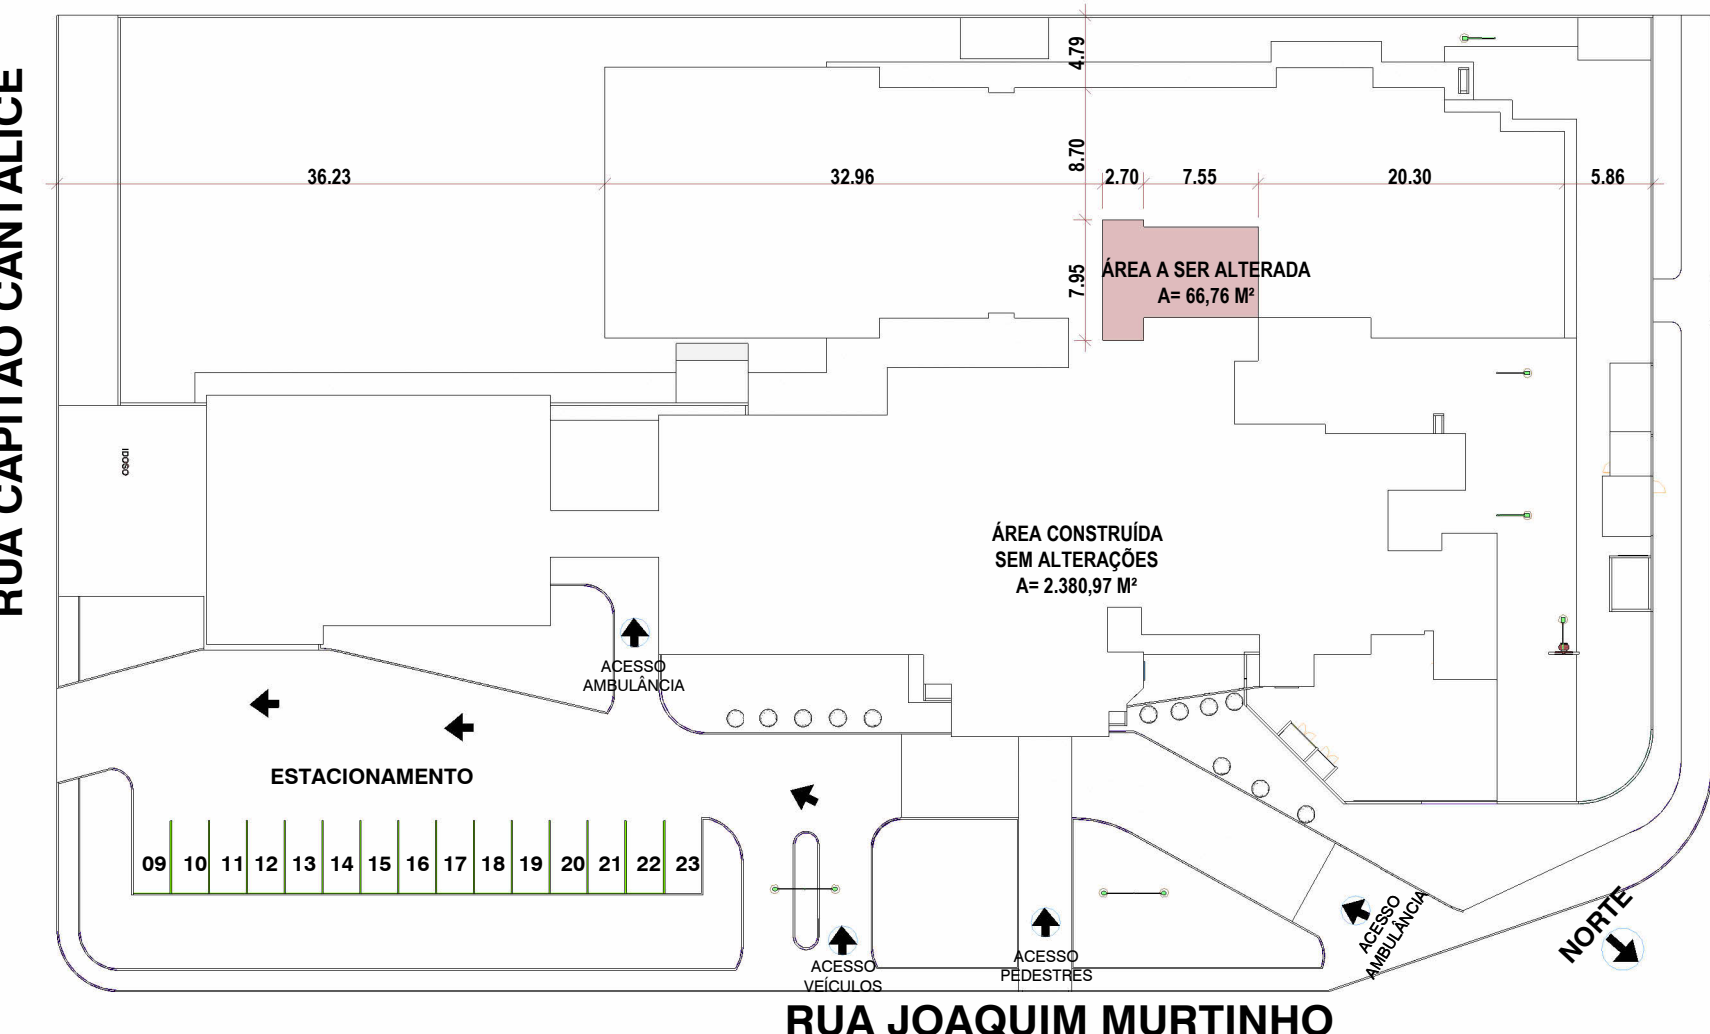 RUA CAPITÃO CANTALICE
4.79
8.70
36.23
32.96
2.70
7.55
20.30
5.86
7.95
ÁREA A SER ALTERADA
A= 66,76 M²
IDOSO
ÁREA CONSTRUÍDA
SEM ALTERAÇÕES
A= 2.380,97 M²
ACESSO
AMBULÂNCIA
ESTACIONAMENTO
09 10 11 12 13 14 15 16 17 18 19 20 21 22 23
ACESSO
VEÍCULOS
ACESSO
PEDESTRES
ACESSO
AMBULÂNCIA
NORTE
RUA JOAQUIM MURTINHO